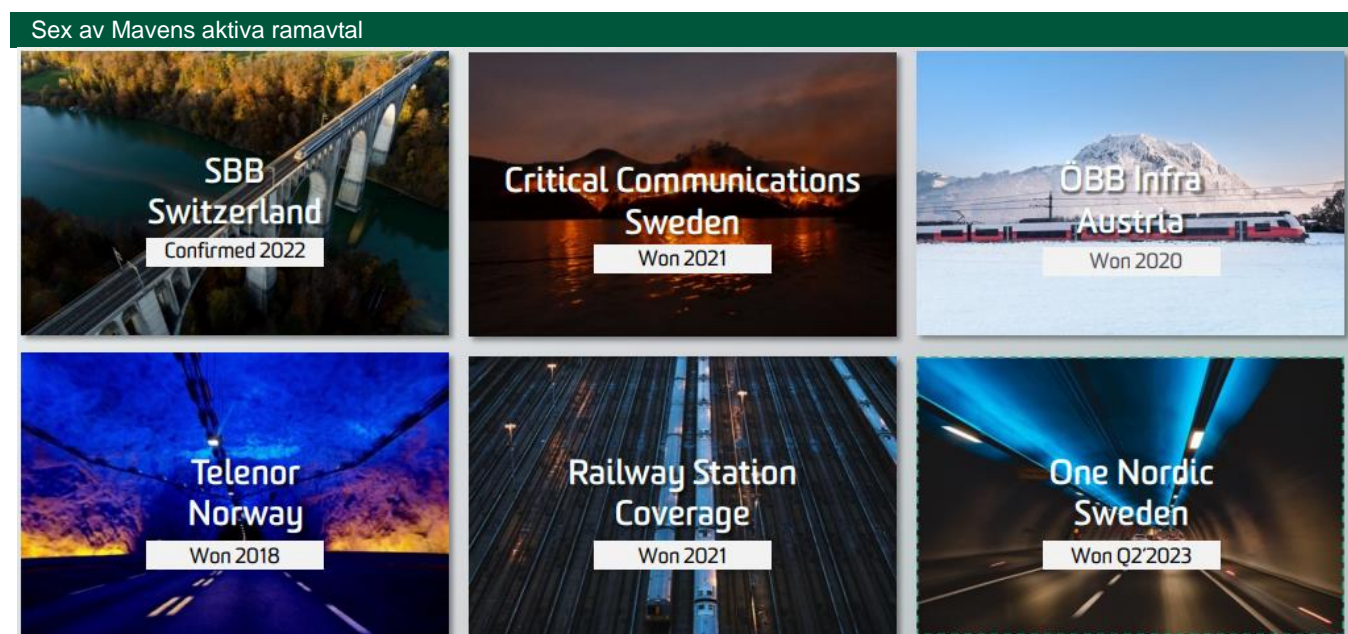 Sex av Mavens aktiva ramavtal
SBB
Switzerland
Confirmed 2022
Critical Communications
Sweden
Won 2021
ÖBB Infra
Austria
Won 2020
Telenor
Norway
Won 2018
Railway Station
Coverage
Won 2021
One Nordic
Sweden
Won Q2'2023